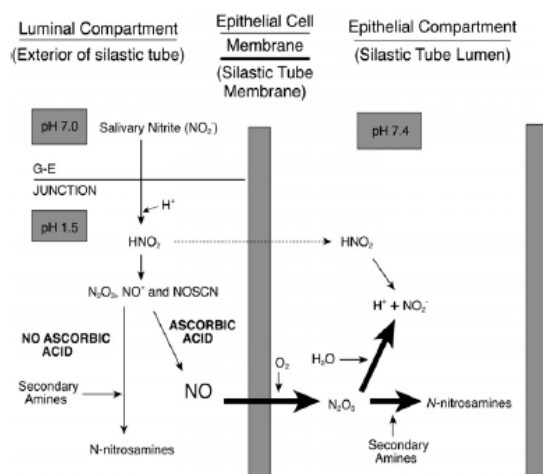 Luminal Compartment
(Exterior of silastic tube)
Epithelial Cell
Membrane
(Silastic Tube
Membrane)
Epithelial Compartment
(Silastic Tube Lumen)
pH 7.0
Salivary Nitrite (NO₂⁻)
pH 7.4
G-E
JUNCTION
H⁺
pH 1.5
HNO₂
HNO₂
N₂O₃, NO⁺ and NOSCN
H⁺ + NO₂⁻
NO ASCORBIC
ACID
ASCORBIC
ACID
O₂
H₂O
Secondary
Amines
NO
N₂O₃
N-nitrosamines
N-nitrosamines
Secondary
Amines